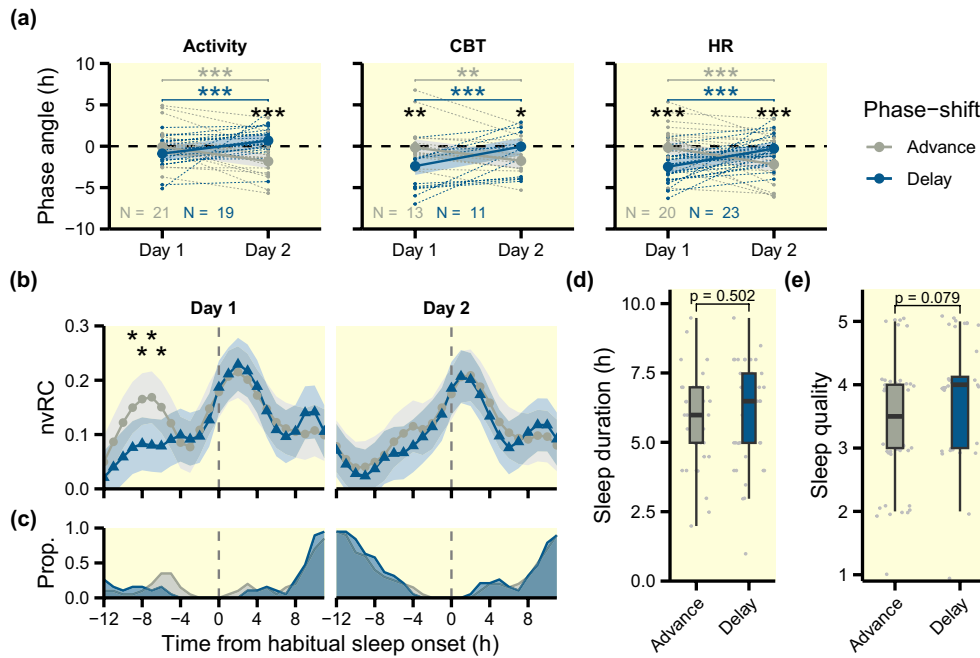 (a)
Activity
CBT
HR
Phase angle (h)
10
5
0
−5
−10
***
***
***
**
***
**
*
***
***
***
***
N = 21 N = 19
N = 13 N = 11
N = 20 N = 23
Day 1 Day 2
Day 1 Day 2
Day 1 Day 2
Phase−shift
Advance
Delay
(b)
Day 1
Day 2
nvRC
0.3
0.2
0.1
0.0
* *
* *
(c)
Prop.
1.0
0.5
0.0
−12 −8 −4 0 4 8 −12 −8 −4 0 4 8
Time from habitual sleep onset (h)
(d)
p = 0.502
Sleep duration (h)
10.0
7.5
5.0
2.5
0.0
Advance
Delay
(e)
p = 0.079
Sleep quality
5
4
3
2
1
Advance
Delay